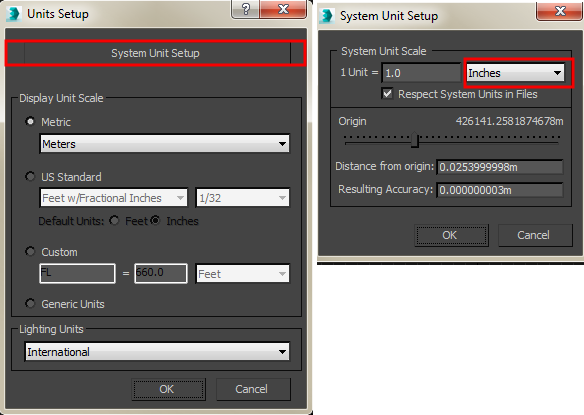 Units Setup
?
X
System Unit Setup
Display Unit Scale
Metric
Meters
US Standard
Feet w/Fractional Inches
1/32
Default Units:
Feet
Inches
Custom
FL
=
660.0
Feet
Generic Units
Lighting Units
International
OK
Cancel
System Unit Setup
X
System Unit Scale
1 Unit =
1.0
Inches
Respect System Units in Files
Origin
426141.2581874678m
Distance from origin:
0.0253999998m
Resulting Accuracy:
0.000000003m
OK
Cancel